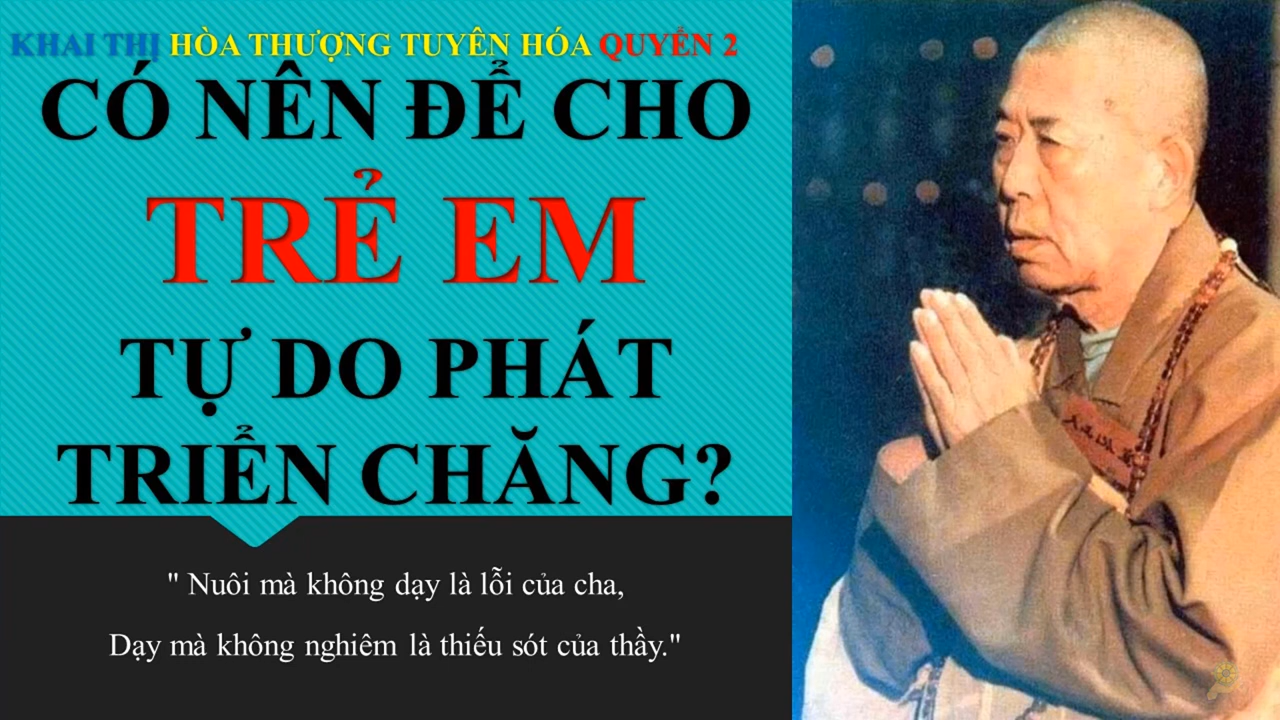 KHAI THỊ HÒA THƯỢNG TUYÊN HÓA QUYỂN 2
CÓ NÊN ĐỂ CHO
TRẺ EM
TỰ DO PHÁT
TRIỂN CHĂNG?
" Nuôi mà không dạy là lỗi của cha,
Dạy mà không nghiêm là thiếu sót của thầy."